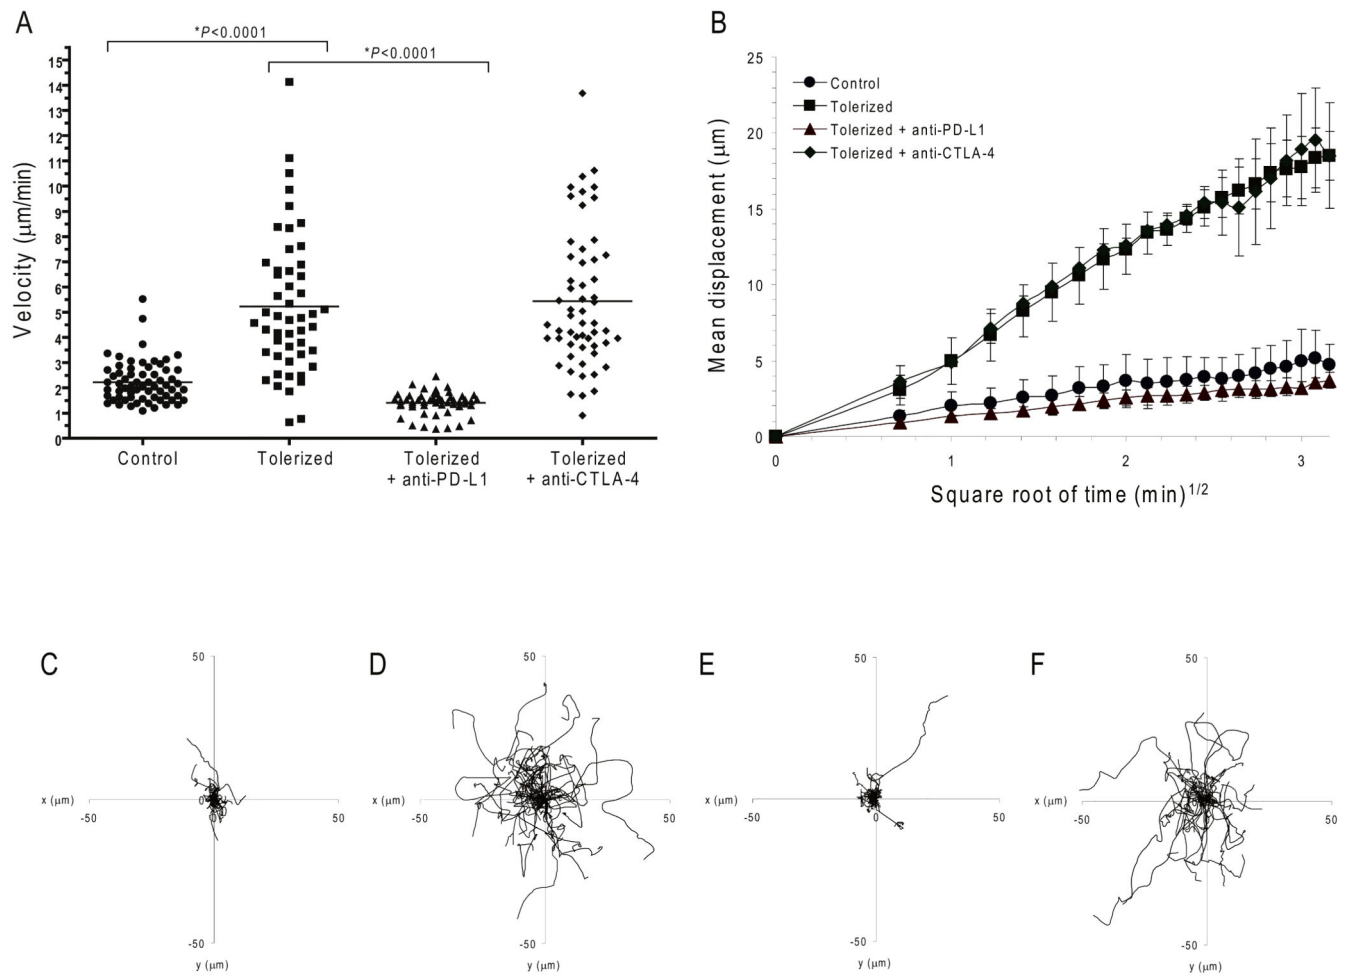 A
*P<0.0001
*P<0.0001
Velocity (μm/min)
15
14
13
12
11
10
9
8
7
6
5
4
3
2
1
0
Control
Tolerized
Tolerized
+ anti-PD-L1
Tolerized
+ anti-CTLA-4
B
Control
Tolerized
Tolerized + anti-PD-L1
Tolerized + anti-CTLA-4
Mean displacement (μm)
25
20
15
10
5
0
0
1
2
3
Square root of time (min)1/2
C
50
x (μm)
-50
0
50
-50
y (μm)
D
50
x (μm)
-50
0
50
-50
y (μm)
E
50
x (μm)
-50
0
50
-50
y (μm)
F
50
x (μm)
-50
0
50
-50
y (μm)